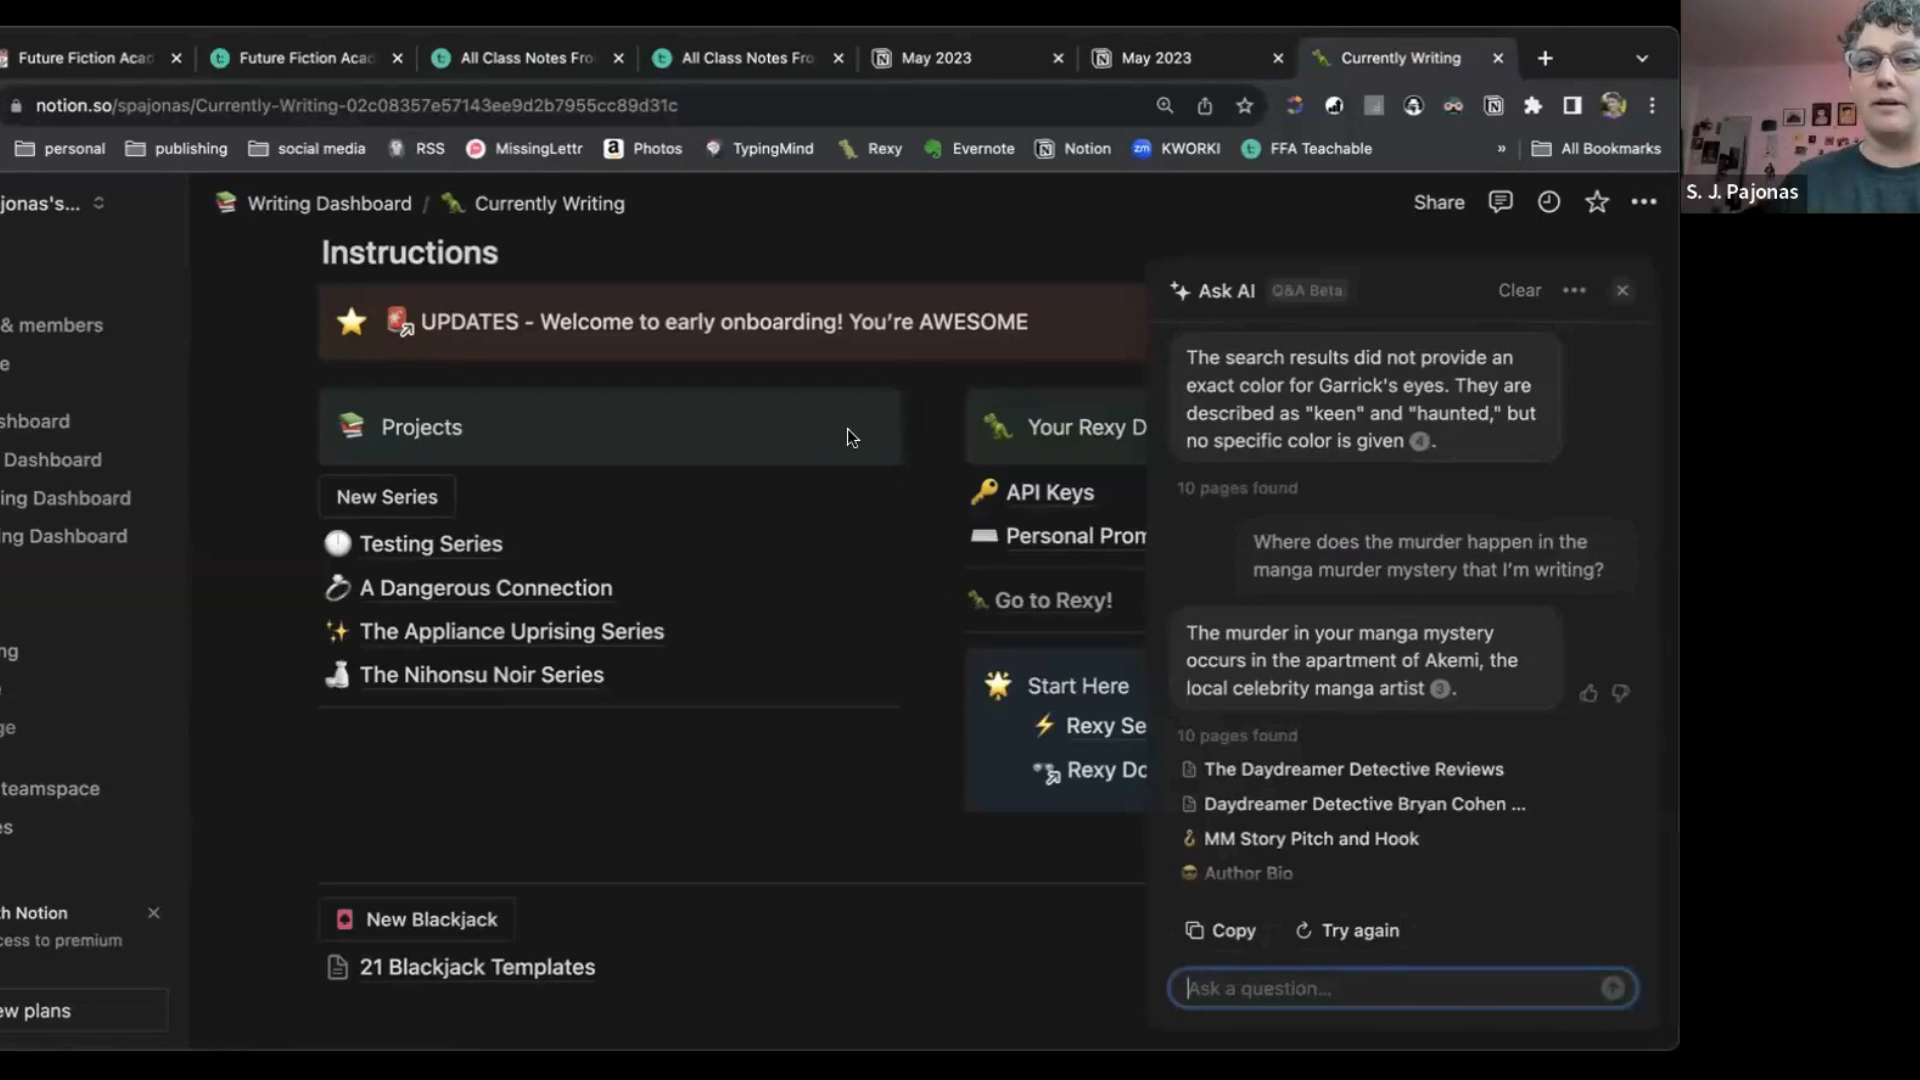 Future Fiction Acad
Future Fiction Acad
All Class Notes Fro
All Class Notes Fro
May 2023
May 2023
Currently Writing
notion.so/spajonas/Currently-Writing-02c08357e57143ee9d2b7955cc89d31c
personal
publishing
social media
RSS
MissingLettr
Photos
TypingMind
Rexy
Evernote
Notion
KWORKI
FFA Teachable
»
All Bookmarks
S. J. Pajonas
jonas's...
Writing Dashboard / Currently Writing
Share
Instructions
UPDATES - Welcome to early onboarding! You're AWESOME
Projects
New Series
Testing Series
A Dangerous Connection
The Appliance Uprising Series
The Nihonsu Noir Series
New Blackjack
21 Blackjack Templates
Your Rexy D
API Keys
Personal Prom
Go to Rexy!
Start Here
Rexy Se
Rexy Do
Ask AI Q&A Beta
Clear
The search results did not provide an
exact color for Garrick's eyes. They are
described as "keen" and "haunted," but
no specific color is given 4.
10 pages found
Where does the murder happen in the
manga murder mystery that I'm writing?
The murder in your manga mystery
occurs in the apartment of Akemi, the
local celebrity manga artist 3.
10 pages found
The Daydreamer Detective Reviews
Daydreamer Detective Bryan Cohen ...
MM Story Pitch and Hook
Author Bio
Copy
Try again
Ask a question...
& members
e
shboard
Dashboard
ing Dashboard
ing Dashboard
ng
ge
teamspace
es
th Notion
cess to premium
ew plans